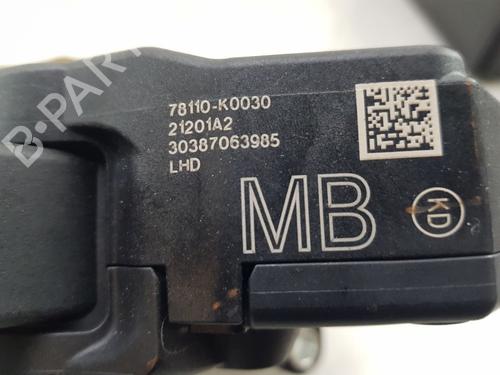 78110-K0030
21201A2
30387063985
LHD
MB
KD
B-PARTS